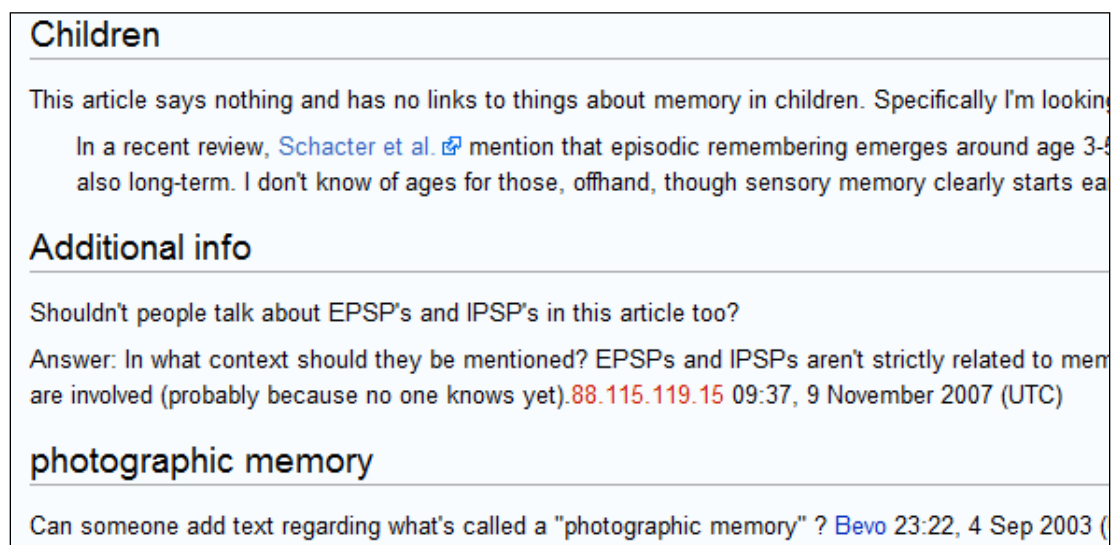 Children
This article says nothing and has no links to things about memory in children. Specifically I'm looking
In a recent review, Schacter et al. mention that episodic remembering emerges around age 3-5
also long-term. I don't know of ages for those, offhand, though sensory memory clearly starts ea
Additional info
Shouldn't people talk about EPSP's and IPSP's in this article too?
Answer: In what context should they be mentioned? EPSPs and IPSPs aren't strictly related to mem
are involved (probably because no one knows yet).88.115.119.15 09:37, 9 November 2007 (UTC)
photographic memory
Can someone add text regarding what's called a "photographic memory" ? Bevo 23:22, 4 Sep 2003 (